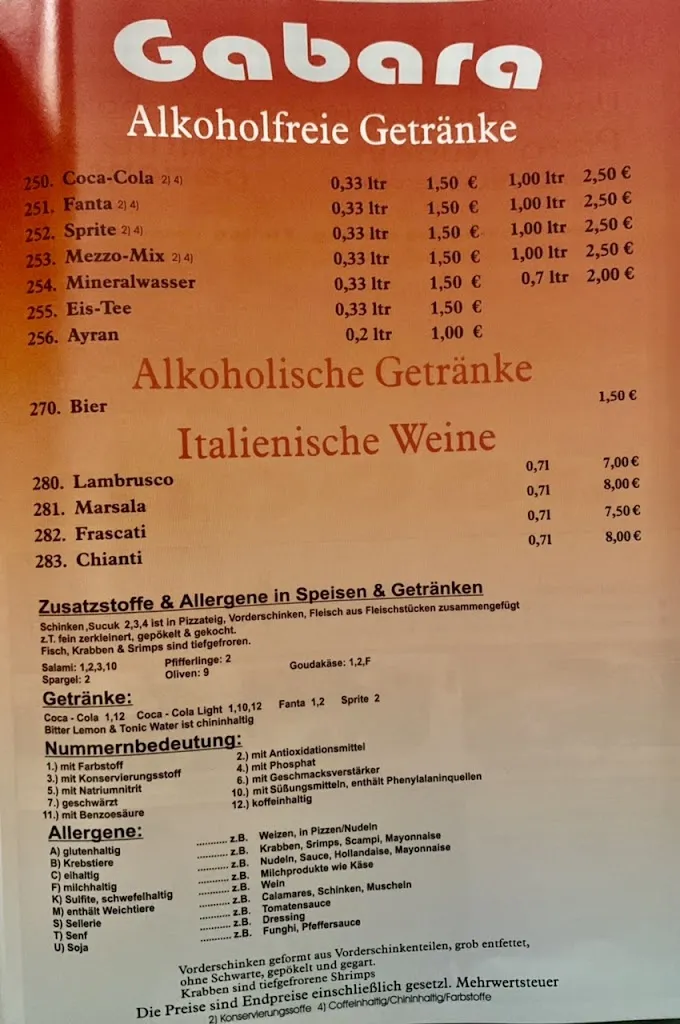 Gabara
Alkoholfreie Getränke
250. Coca-Cola 2) 4) 0,33 ltr 1,50 € 1,00 ltr 2,50 €
251. Fanta 2) 4) 0,33 ltr 1,50 € 1,00 ltr 2,50 €
252. Sprite 2) 4) 0,33 ltr 1,50 € 1,00 ltr 2,50 €
253. Mezzo-Mix 2) 4) 0,33 ltr 1,50 € 1,00 ltr 2,50 €
254. Mineralwasser 0,33 ltr 1,50 € 0,7 ltr 2,00 €
255. Eis-Tee 0,33 ltr 1,50 €
256. Ayran 0,2 ltr 1,00 €
Alkoholische Getränke
270. Bier 1,50 €
Italienische Weine
280. Lambrusco 0,7l 7,00 €
281. Marsala 0,7l 8,00 €
282. Frascati 0,7l 7,50 €
283. Chianti 0,7l 8,00 €
Zusatzstoffe & Allergene in Speisen & Getränken
Schinken ,Sucuk 2,3,4 ist in Pizzateig, Vorderschinken, Fleisch aus Fleischstücken zusammengefügt
z.T. fein zerkleinert, gepökelt & gekocht.
Fisch, Krabben & Srimps sind tiefgefroren.
Salami: 1,2,3,10 Pfifferlinge: 2 Goudakäse: 1,2,F
Spargel: 2 Oliven: 9
Getränke:
Coca - Cola 1,12 Coca - Cola Light 1,10,12 Fanta 1,2 Sprite 2
Bitter Lemon & Tonic Water ist chininhaltig
Nummernbedeutung:
1.) mit Farbstoff 2.) mit Antioxidationsmittel
3.) mit Konservierungsstoff 4.) mit Phosphat
5.) mit Natriumnitrit 6.) mit Geschmacksverstärker
7.) geschwärzt 10.) mit Süßungsmitteln, enthält Phenylalaninquellen
11.) mit Benzoesäure 12.) koffeinhaltig
Allergene:
A) glutenhaltig ........... z.B. Weizen, in Pizzen/Nudeln
B) Krebstiere ........... z.B. Krabben, Srimps, Scampi, Mayonnaise
C) eihaltig ........... z.B. Nudeln, Sauce, Hollandaise, Mayonnaise
F) milchhaltig ........... z.B. Milchprodukte wie Käse
K) Sulfite, schwefelhaltig ........... z.B. Wein
M) enthält Weichtiere ........... z.B. Calamares, Schinken, Muscheln
S) Sellerie ........... z.B. Tomatensauce
T) Senf ........... z.B. Dressing
U) Soja ........... z.B. Funghi, Pfeffersauce
Vorderschinken geformt aus Vorderschinkenteilen, grob entfettet,
ohne Schwarte, gepökelt und gegart.
Krabben sind tiefgefrorene Shrimps
Die Preise sind Endpreise einschließlich gesetzl. Mehrwertsteuer
2) Konservierungssoffe 4) Coffeinhaltig/Chininhaltig/Farbstoffe